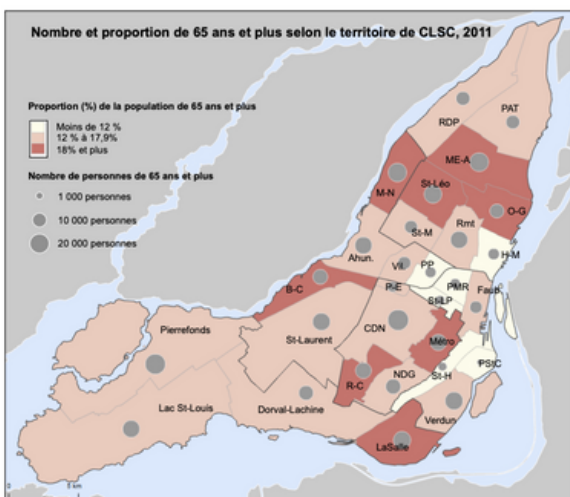 Nombre et proportion de 65 ans et plus selon le territoire de CLSC, 2011
Proportion (%) de la population de 65 ans et plus
Moins de 12 %
12 % à 17,9%
18% et plus
Nombre de personnes de 65 ans et plus
1 000 personnes
10 000 personnes
20 000 personnes
PAT
RDP
ME-A
M-N
St-Léo
O-G
St-M
Rmt
H-M
Ahun.
Vil.
PP
B-C
P-E
PMR
Faub.
St-LP
Pierrefonds
St-Laurent
CDN
Métro
PStC
St-H
R-C
NDG
Lac St-Louis
Dorval-Lachine
Verdun
LaSalle
0
5 km